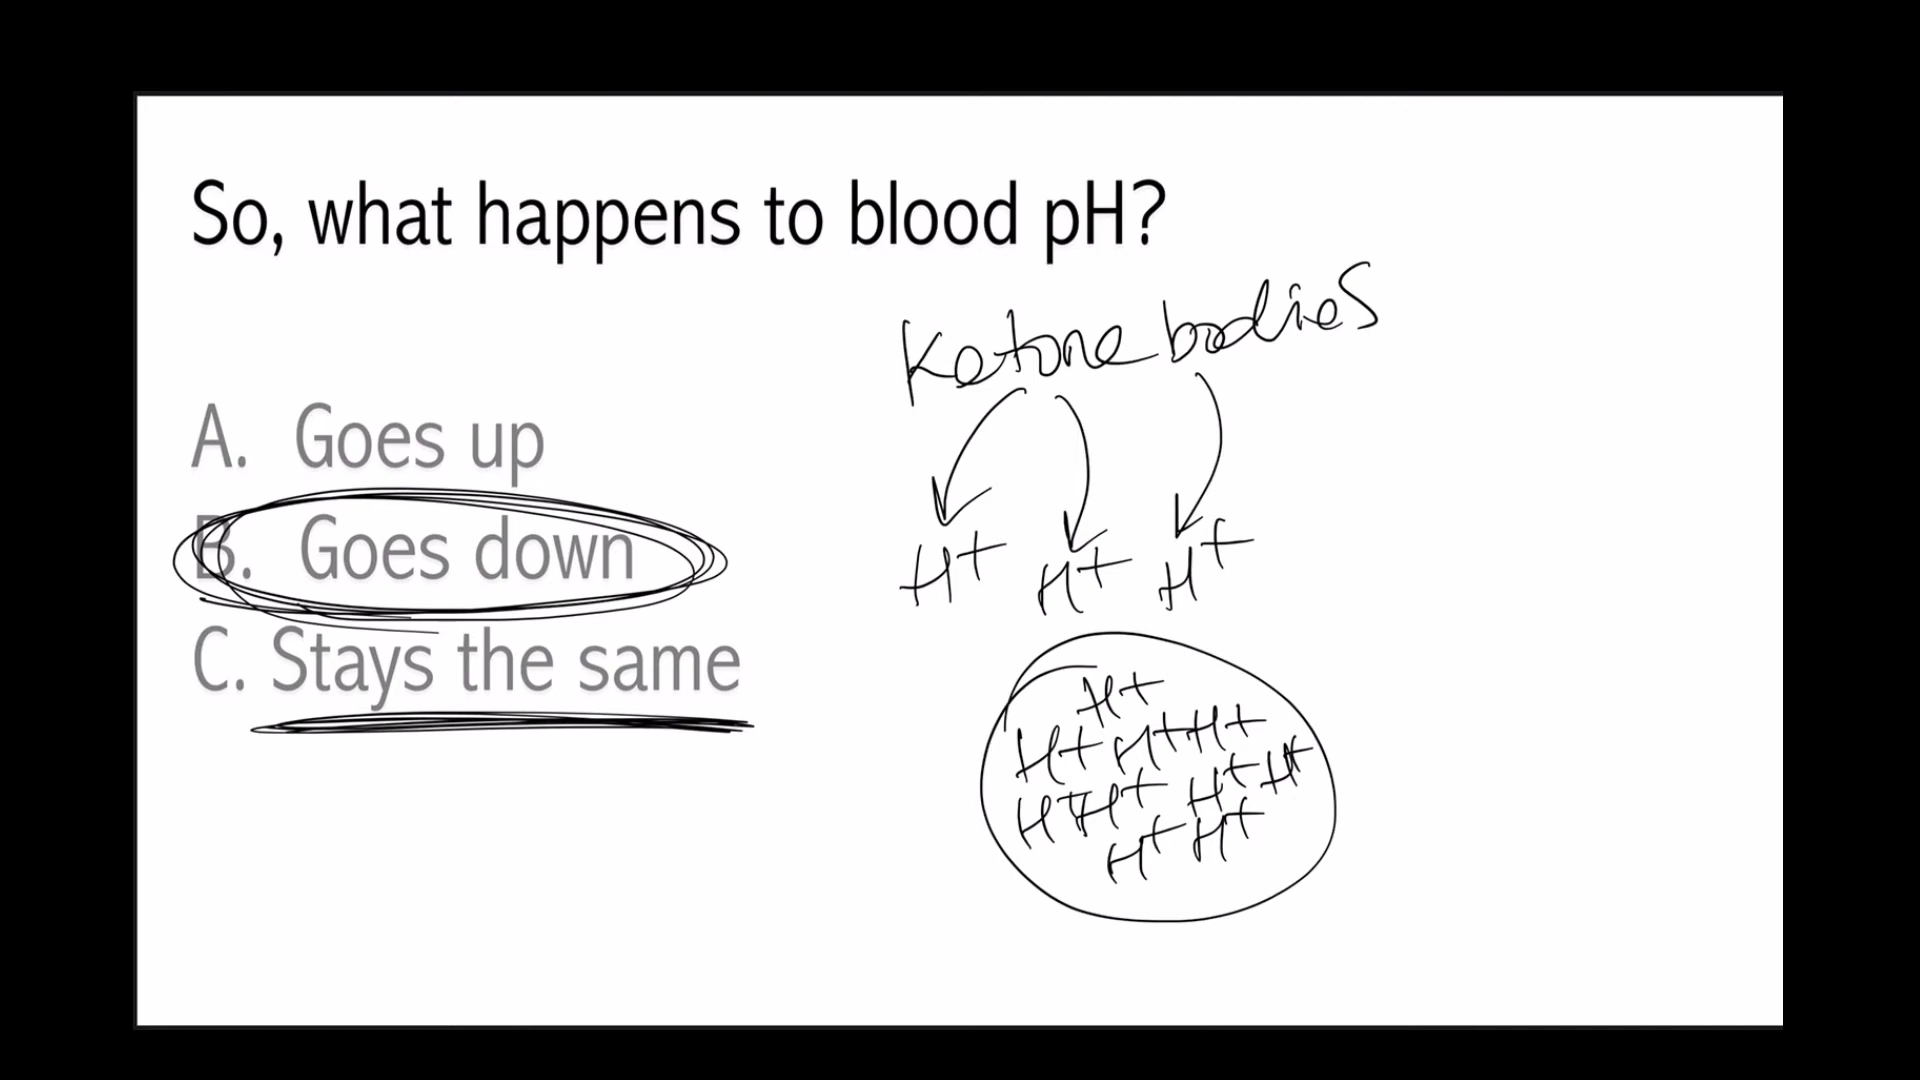 So, what happens to blood pH?
Ketone bodies
A. Goes up
B. Goes down
C. Stays the same
H+ H+ H+
H+
H+ H+ H+
H+ H+ H+ H+
H+ H+